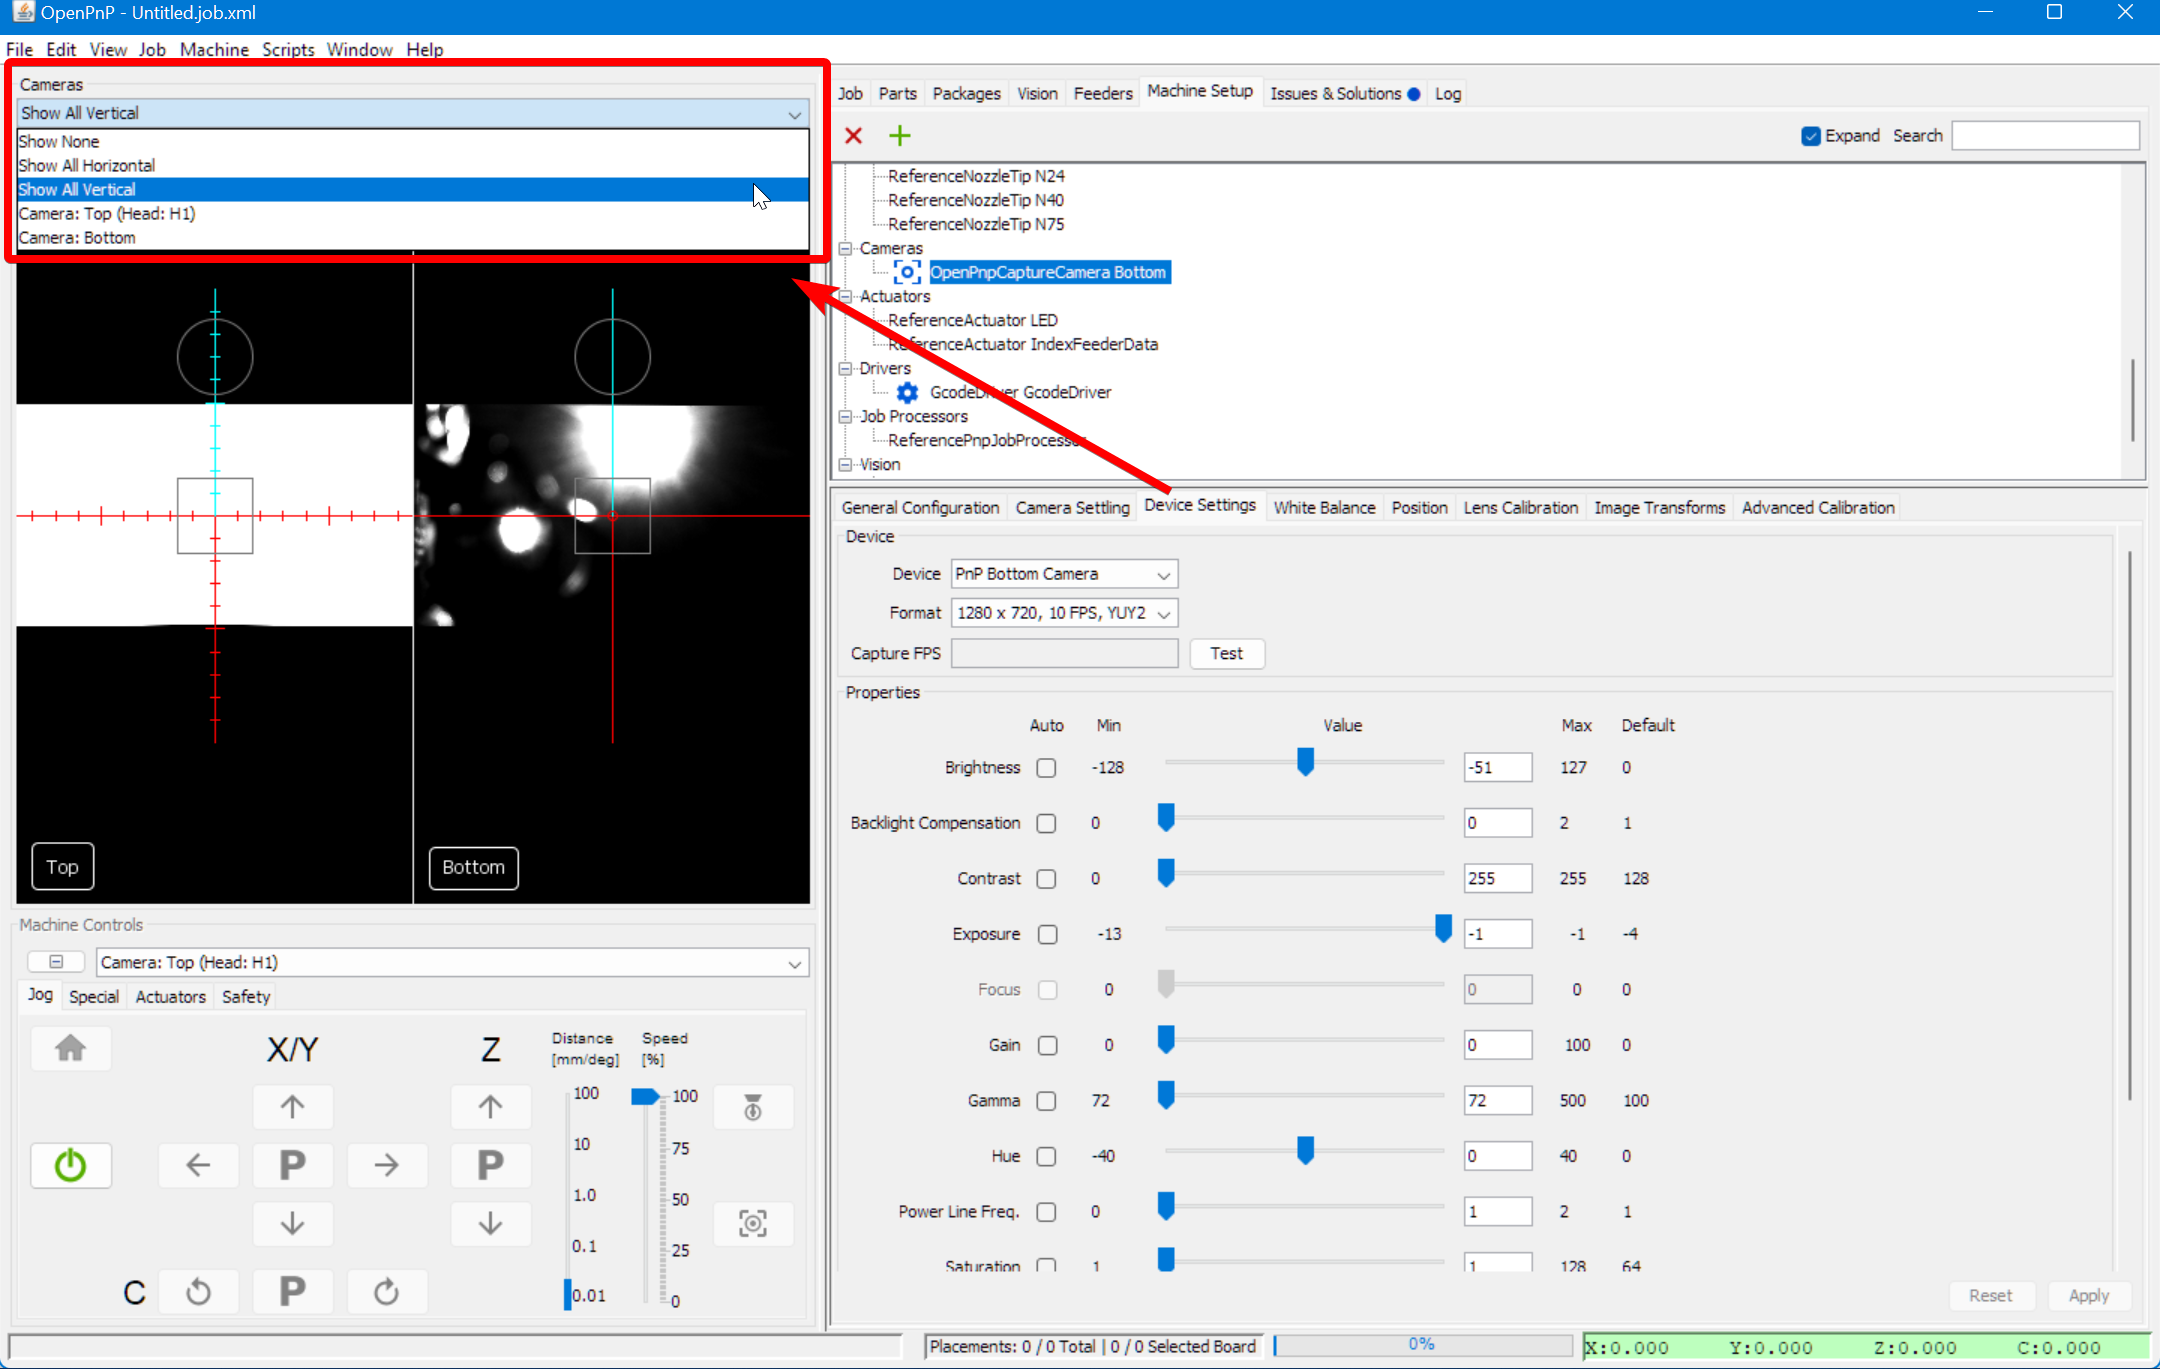 OpenPnP - Untitled.job.xml
File Edit View Job Machine Scripts Window Help
Cameras
Show All Vertical
Show None
Show All Horizontal
Show All Vertical
Camera: Top (Head: H1)
Camera: Bottom
Top
Bottom
Machine Controls
Camera: Top (Head: H1)
Jog Special Actuators Safety
X/Y Z
Distance [mm/deg]
Speed [%]
100
10
1.0
0.1
0.01
100
75
50
25
0
P P
C P
Job Parts Packages Vision Feeders Machine Setup Issues & Solutions Log
Expand Search
ReferenceNozzleTip N24
ReferenceNozzleTip N40
ReferenceNozzleTip N75
Cameras
OpenPnpCaptureCamera Bottom
Actuators
ReferenceActuator LED
ReferenceActuator IndexFeederData
Drivers
GcodeDriver GcodeDriver
Job Processors
ReferencePnpJobProcessor
Vision
General Configuration Camera Settling Device Settings White Balance Position Lens Calibration Image Transforms Advanced Calibration
Device
Device PnP Bottom Camera
Format 1280 x 720, 10 FPS, YUY2
Capture FPS Test
Properties
Auto Min Value Max Default
Brightness -128 -51 127 0
Backlight Compensation 0 0 2 1
Contrast 0 255 255 128
Exposure -13 -1 -1 -4
Focus 0 0 0 0
Gain 0 0 100 0
Gamma 72 72 500 100
Hue -40 0 40 0
Power Line Freq. 0 1 2 1
Saturation 1 1 128 64
Reset Apply
Placements: 0 / 0 Total | 0 / 0 Selected Board 0% X:0.000 Y:0.000 Z:0.000 C:0.000